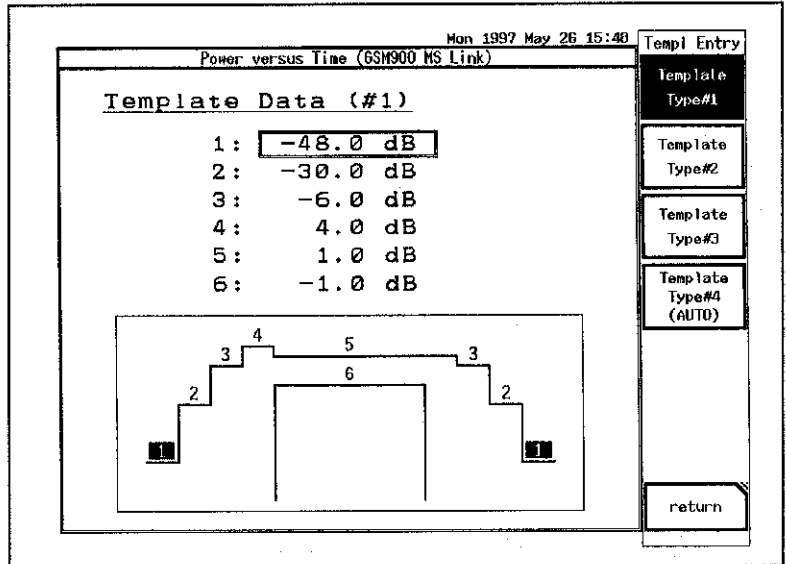 Mon 1997 May 26 15:40
Power versus Time (GSM900 MS Link)
Template Data (#1)
1: -48.0 dB
2: -30.0 dB
3: -6.0 dB
4: 4.0 dB
5: 1.0 dB
6: -1.0 dB
4
3
5
3
6
2
2
1
1
Templ Entry
Template
Type#1
Template
Type#2
Template
Type#3
Template
Type#4
(AUTO)
return